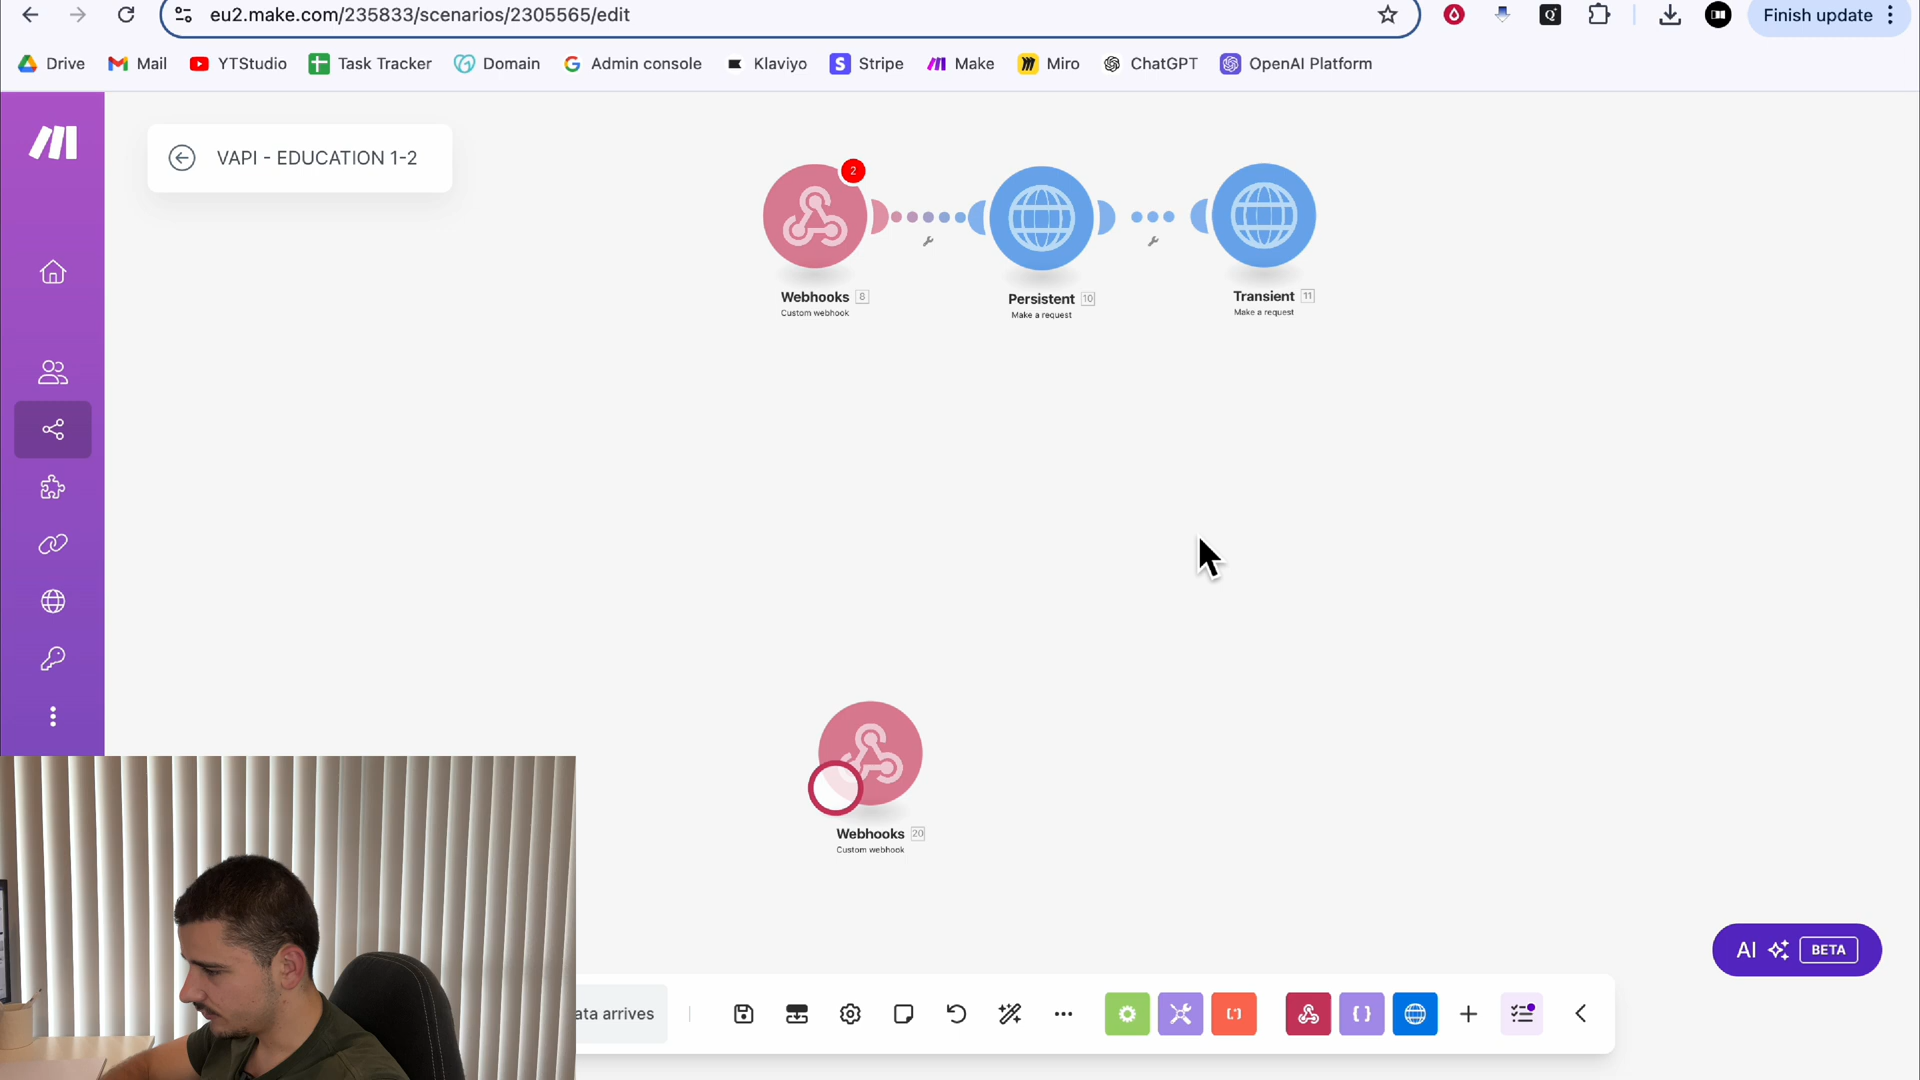 eu2.make.com/235833/scenarios/2305565/edit
Finish update
Drive
Mail
YTStudio
Task Tracker
Domain
Admin console
Klaviyo
Stripe
Make
Miro
ChatGPT
OpenAI Platform
VAPI - EDUCATION 1-2
2
Webhooks 8
Custom webhook
Persistent 10
Make a request
Transient 11
Make a request
Webhooks 20
Custom webhook
AI BETA
ata arrives